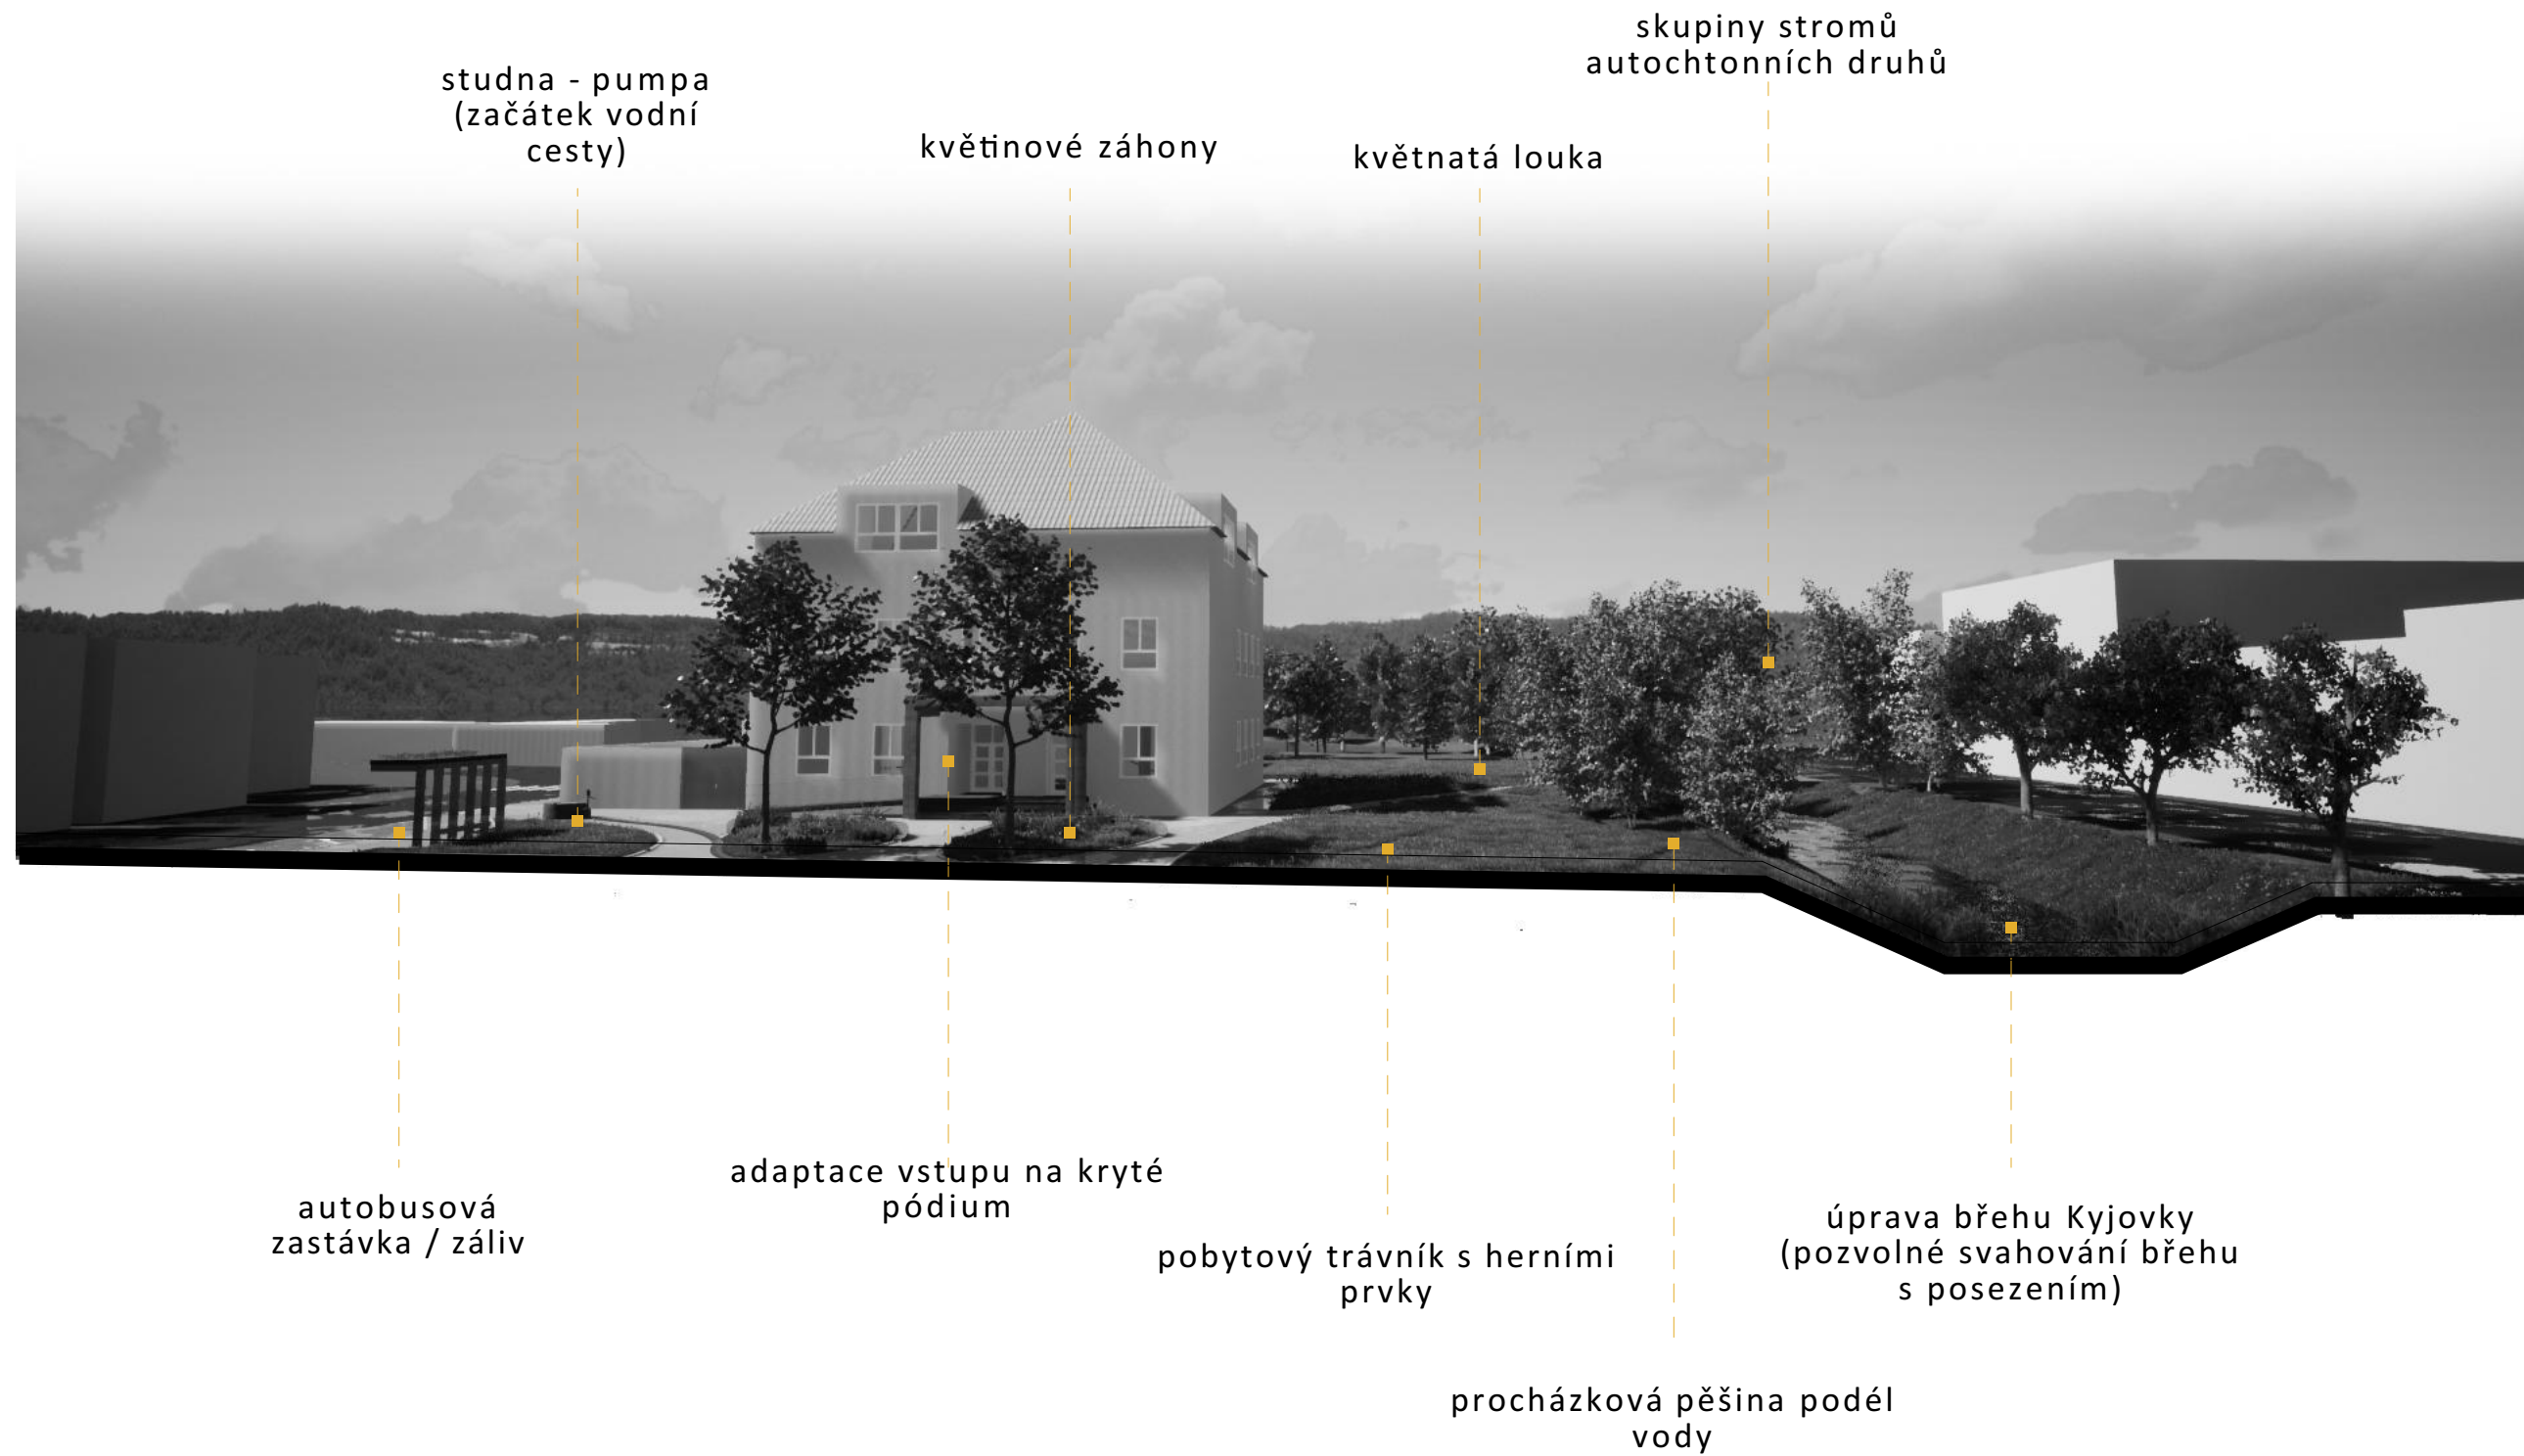 skupiny stromů
autochtonních druhů
studna - pumpa
(začátek vodní
cesty)
květinové záhony
květnatá louka
autobusová
zastávka / záliv
adaptace vstupu na kryté
pódium
pobytový trávník s herními
prvky
úprava břehu Kyjovky
(pozvolné svahování břehu
s posezením)
procházková pěšina podél
vody